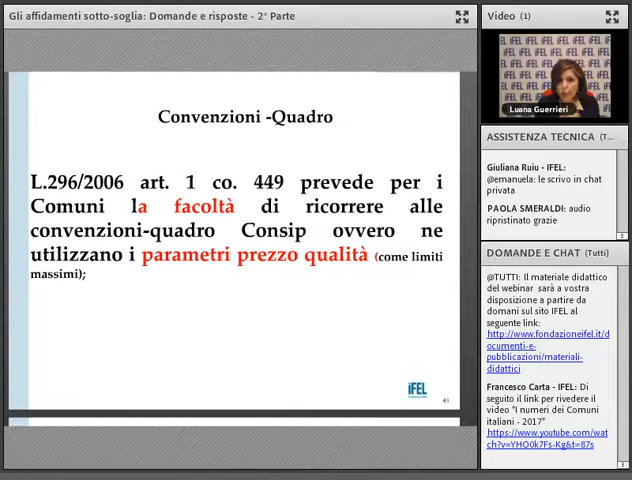 Gli affidamenti sotto-soglia: Domande e risposte - 2° Parte
Convenzioni -Quadro
L.296/2006 art. 1 co. 449 prevede per i
Comuni la facoltà di ricorrere alle
convenzioni-quadro Consip ovvero ne
utilizzano i parametri prezzo qualità (come limiti
massimi);
iFEL
43
Video (1)
Luana Guerrieri
ASSISTENZA TECNICA (T...
Giuliana Ruiu - IFEL:
@emanuela: le scrivo in chat
privata
PAOLA SMERALDI: audio
ripristinato grazie
DOMANDE E CHAT (Tutti)
@TUTTI: Il materiale didattico
del webinar sarà a vostra
disposizione a partire da
domani sul sito IFEL al
seguente link:
http://www.fondazioneifel.it/d
ocumenti-e-
pubblicazioni/materiali-
didattici
Francesco Carta - IFEL: Di
seguito il link per rivedere il
video "I numeri dei Comuni
italiani - 2017"
https://www.youtube.com/wat
ch?v=YHO0k7Fs-Kg&t=87s